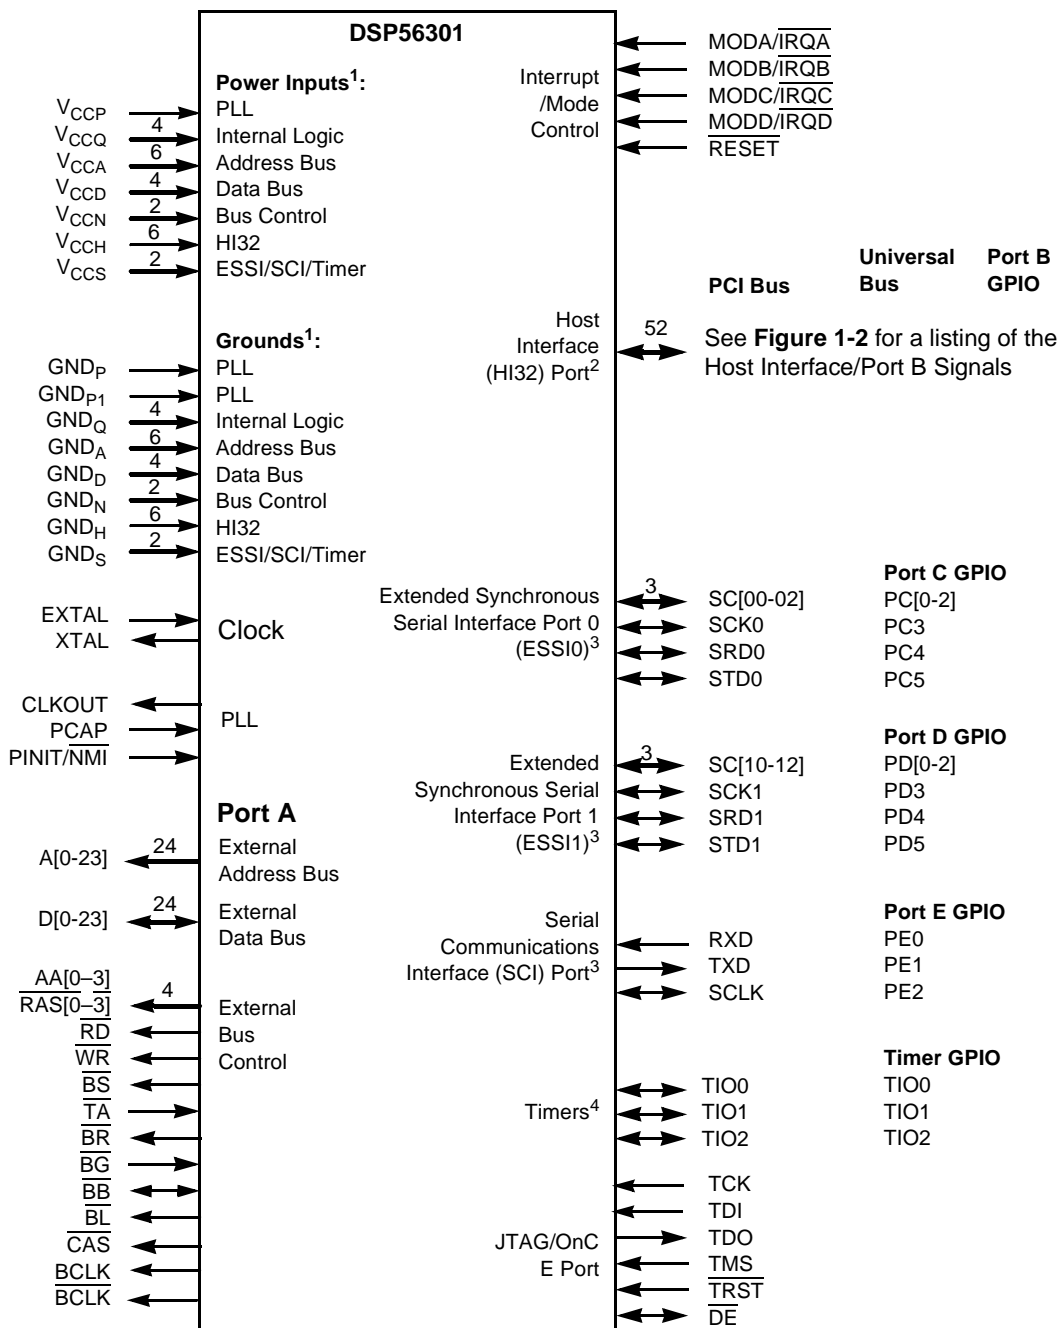 DSP56301
Power Inputs1:
VCCP PLL
VCCQ 4 Internal Logic
VCCA 6 Address Bus
VCCD 4 Data Bus
VCCN 2 Bus Control
VCCH 6 HI32
VCCS 2 ESSI/SCI/Timer
Grounds1:
GNDP PLL
GNDP1 PLL
GNDQ 4 Internal Logic
GNDA 6 Address Bus
GNDD 4 Data Bus
GNDN 2 Bus Control
GNDH 6 HI32
GNDS 2 ESSI/SCI/Timer
EXTAL
XTAL
Clock
CLKOUT
PCAP
PINIT/NMI
PLL
Port A
A[0-23] 24 External
Address Bus
D[0-23] 24 External
Data Bus
AA[0–3]
RAS[0–3] 4
RD
WR
BS
TA
BR
BG
BB
BL
CAS
BCLK
BCLK
External
Bus
Control
Interrupt
/Mode
Control
MODA/IRQA
MODB/IRQB
MODC/IRQC
MODD/IRQD
RESET
PCI Bus
Universal
Bus
Port B
GPIO
Host
Interface
(HI32) Port2
52
See Figure 1-2 for a listing of the
Host Interface/Port B Signals
Extended Synchronous
Serial Interface Port 0
(ESSI0)3
Port C GPIO
3 SC[00-02] PC[0-2]
SCK0 PC3
SRD0 PC4
STD0 PC5
Extended
Synchronous Serial
Interface Port 1
(ESSI1)3
Port D GPIO
3 SC[10-12] PD[0-2]
SCK1 PD3
SRD1 PD4
STD1 PD5
Serial
Communications
Interface (SCI) Port3
Port E GPIO
RXD PE0
TXD PE1
SCLK PE2
Timers4
Timer GPIO
TIO0 TIO0
TIO1 TIO1
TIO2 TIO2
JTAG/OnC
E Port
TCK
TDI
TDO
TMS
TRST
DE